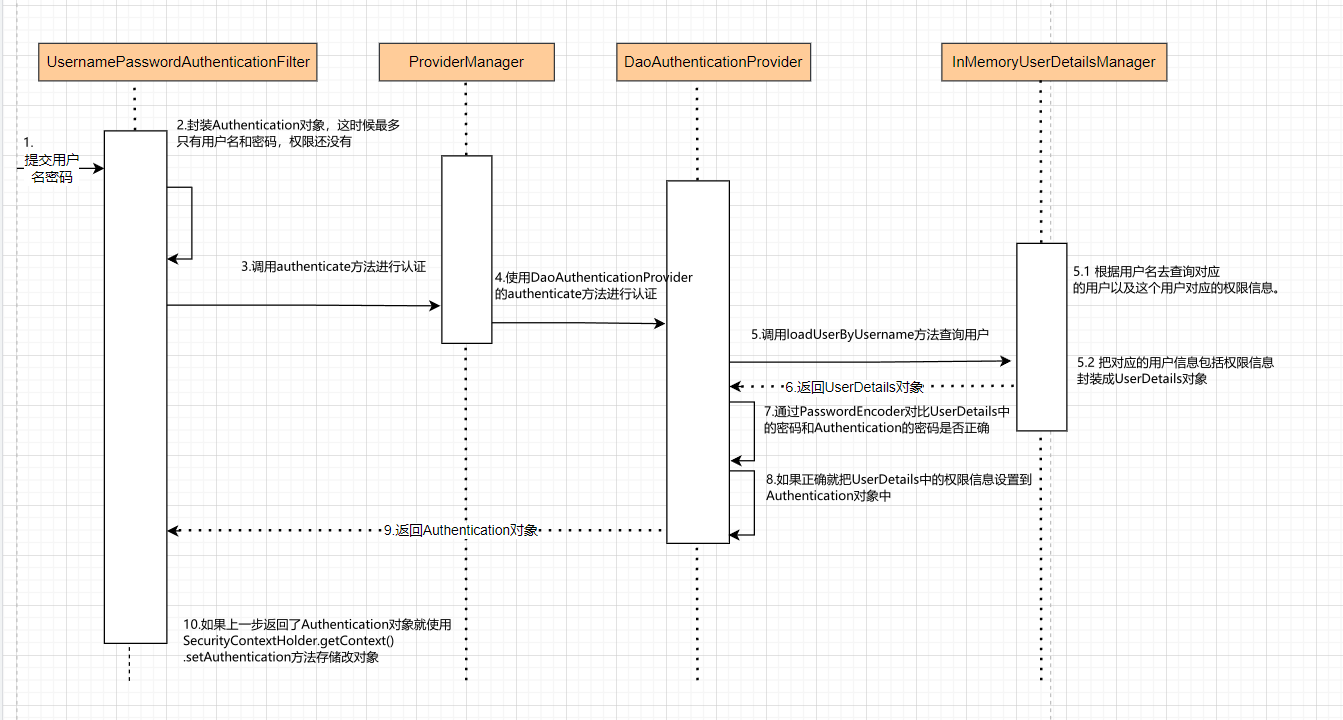 UsernamePasswordAuthenticationFilter
ProviderManager
DaoAuthenticationProvider
InMemoryUserDetailsManager
1.
提交用户
名密码
2.封装Authentication对象，这时候最多
只有用户名和密码，权限还没有
3.调用authenticate方法进行认证
4.使用DaoAuthenticationProvider
的authenticate方法进行认证
5.调用loadUserByUsername方法查询用户
5.1 根据用户名去查询对应
的用户以及这个用户对应的权限信息。
5.2 把对应的用户信息包括权限信息
封装成UserDetails对象
6.返回UserDetails对象
7.通过PasswordEncoder对比UserDetails中
的密码和Authentication的密码是否正确
8.如果正确就把UserDetails中的权限信息设置到
Authentication对象中
9.返回Authentication对象
10.如果上一步返回了Authentication对象就使用
SecurityContextHolder.getContext()
.setAuthentication方法存储改对象